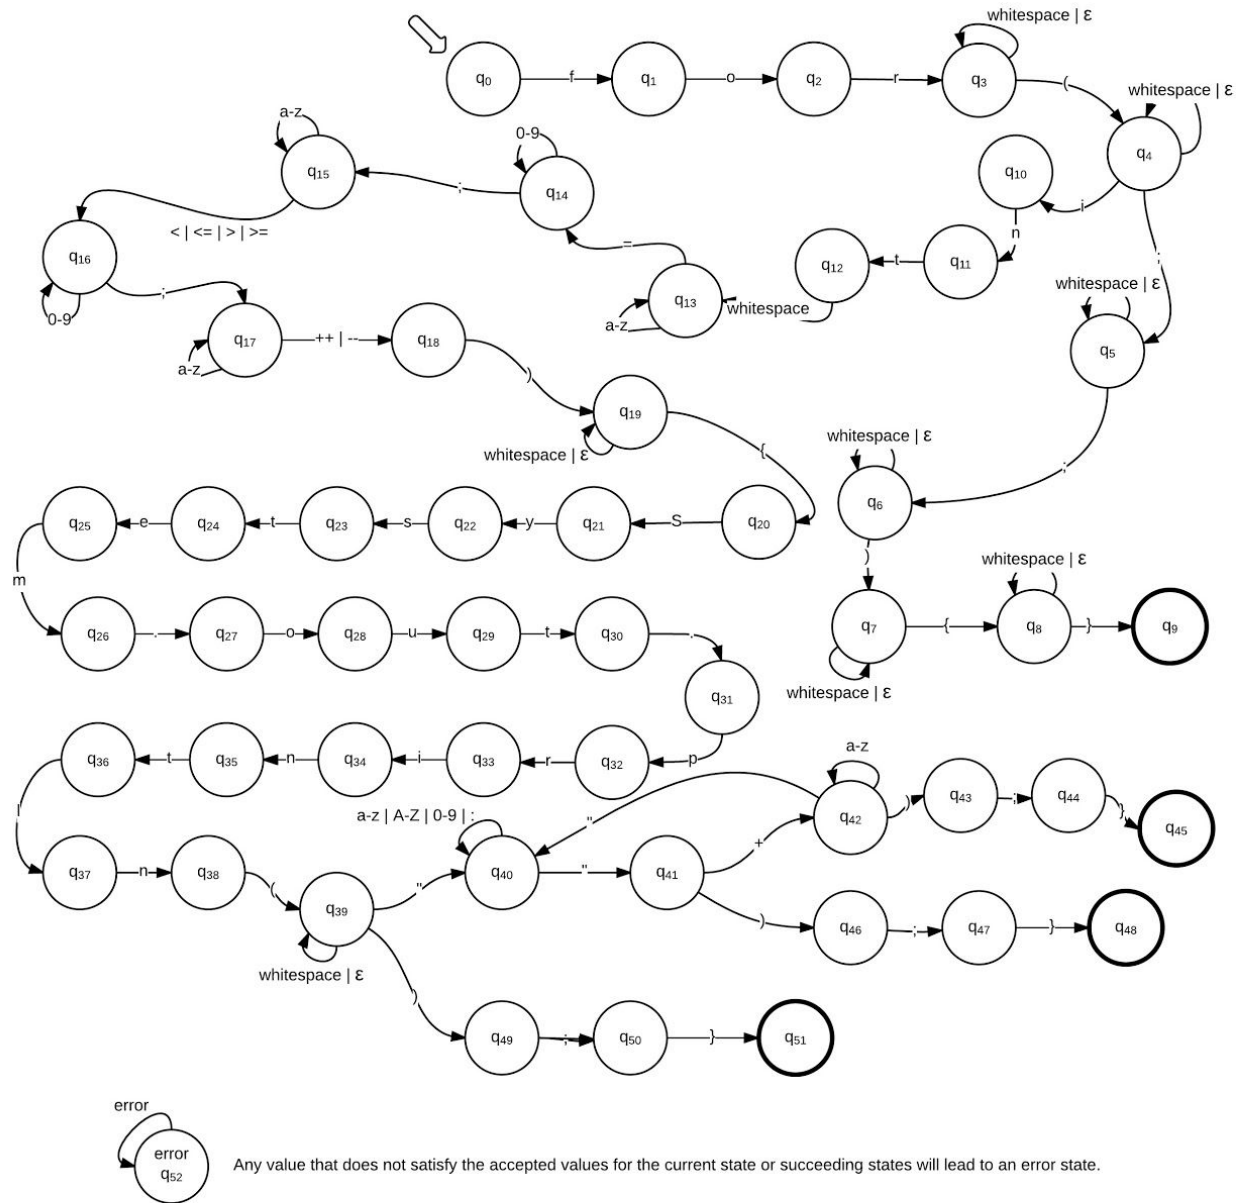 whitespace | ε
q0
f
q1
o
q2
r
q3
(
whitespace | ε
q4
a-z
q15
0-9
q14
;
q10
i
n
;
< | <= | > | >=
q16
0-9
;
=
q13
a-z
whitespace
q12
t
q11
whitespace | ε
q5
q17
a-z
++ | --
q18
)
q19
whitespace | ε
{
whitespace | ε
q6
;
q25
e
q24
t
q23
s
q22
y
q21
S
q20
)
m
whitespace | ε
q26
.
q27
o
q28
u
q29
t
q30
.
q31
q7
{
q8
}
q9
whitespace | ε
q36
t
q35
n
q34
i
q33
r
q32
p
a-z
l
a-z | A-Z | 0-9 | :
"
q42
)
q43
;
q44
}
q45
q37
n
q38
(
q39
"
q40
"
q41
+
)
q46
;
q47
}
q48
whitespace | ε
)
q49
;
q50
}
q51
error
error
q52
Any value that does not satisfy the accepted values for the current state or succeeding states will lead to an error state.